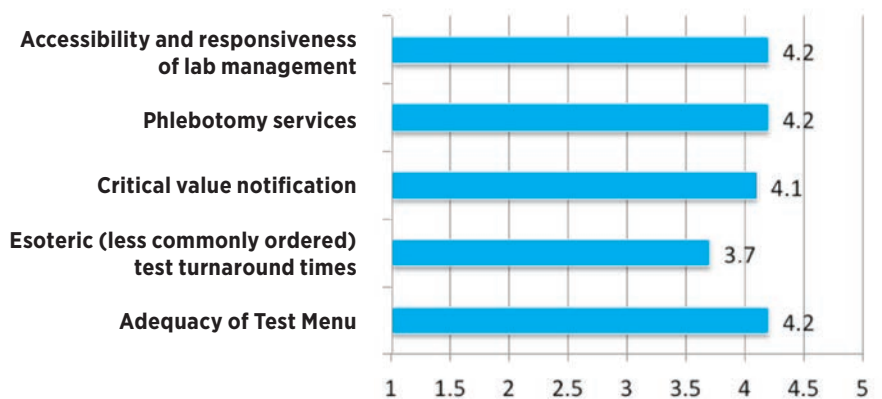 Accessibility and responsiveness
of lab management
4.2
Phlebotomy services
4.2
Critical value notification
4.1
Esoteric (less commonly ordered)
test turnaround times
3.7
Adequacy of Test Menu
4.2
1 1.5 2 2.5 3 3.5 4 4.5 5